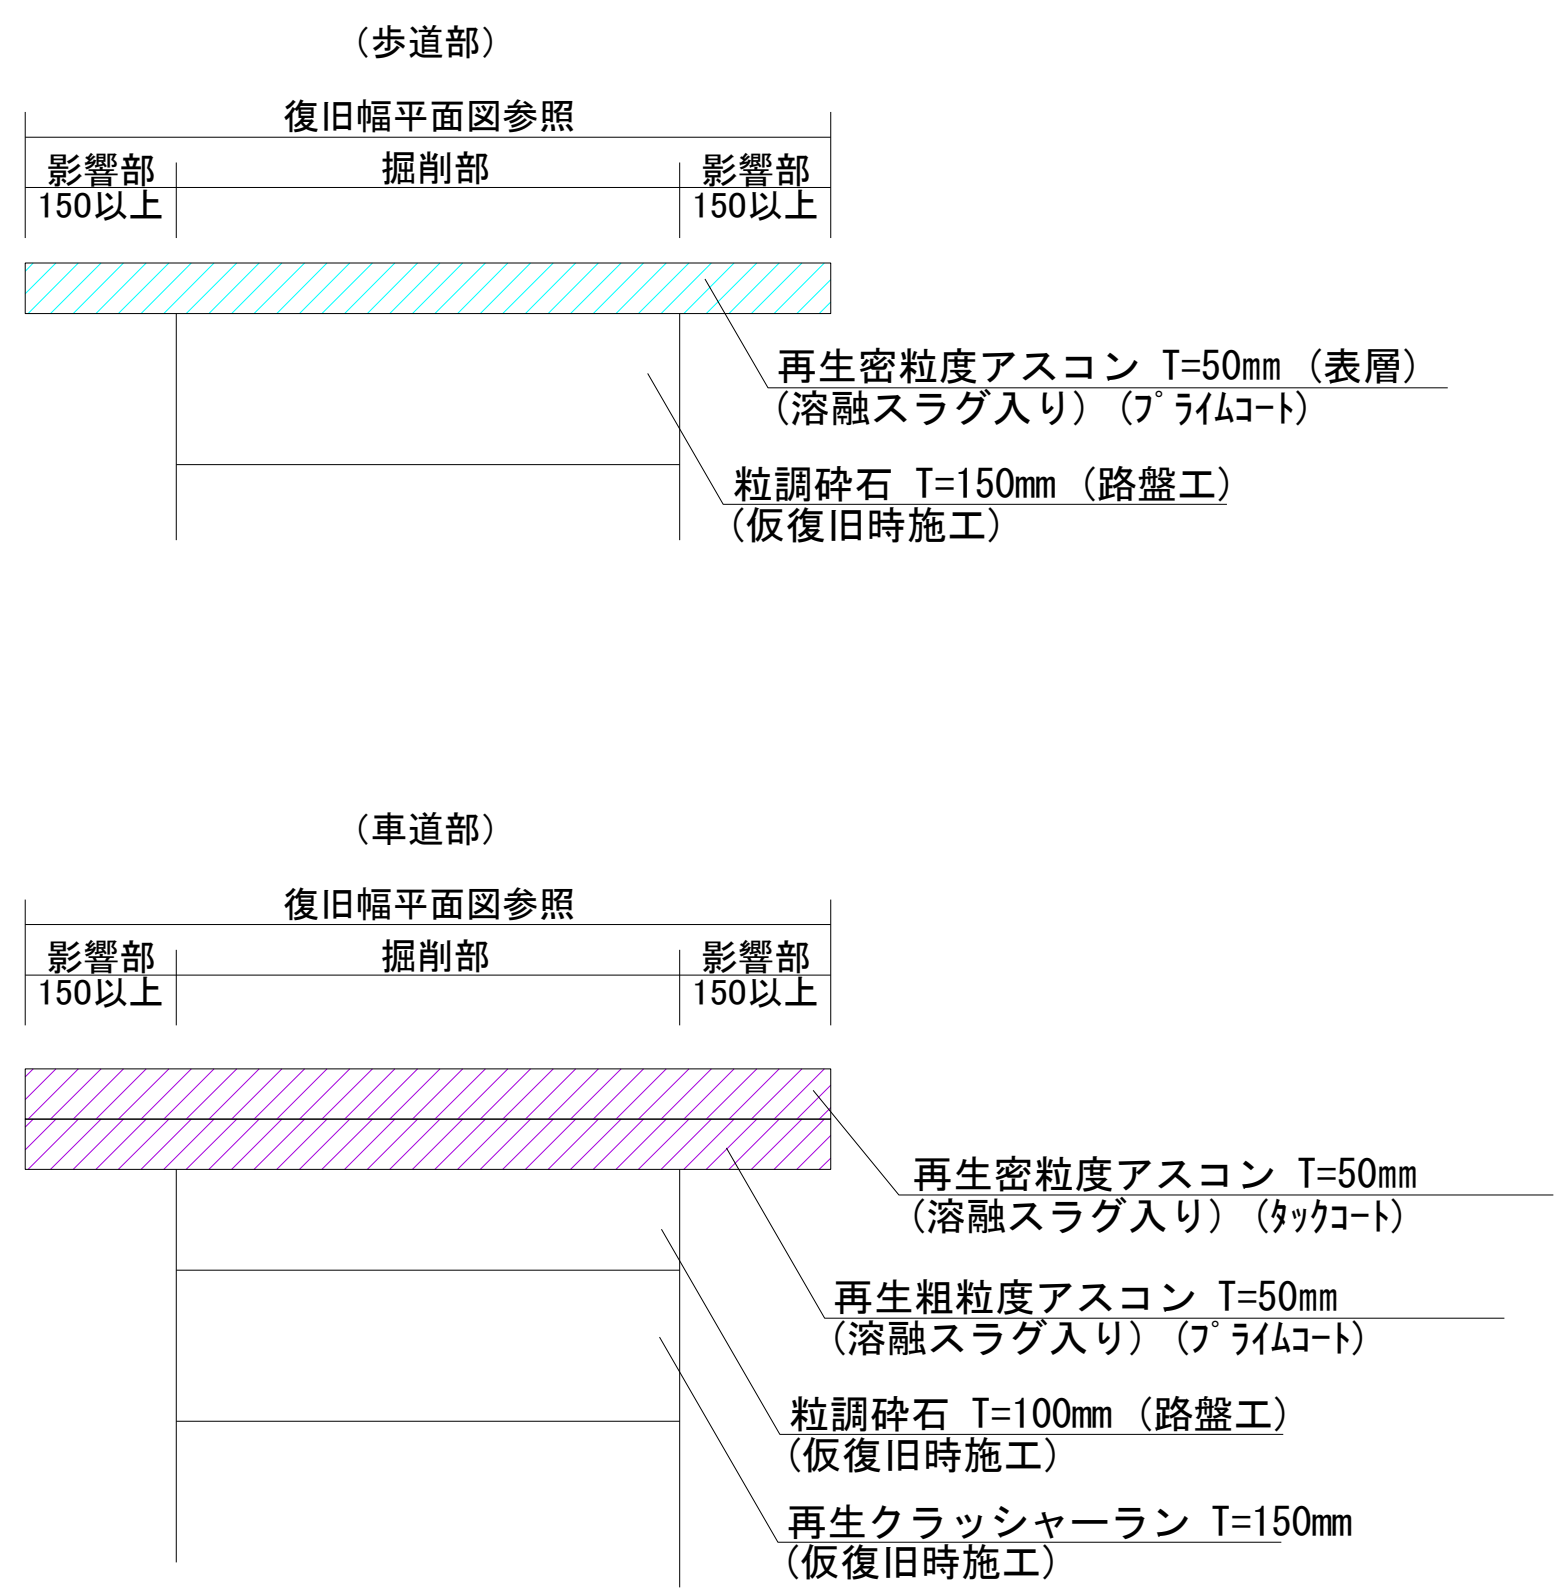 (歩道部)
復旧幅平面図参照
影響部 掘削部 影響部
150以上 150以上
再生密粒度アスコン T=50mm (表層)
(溶融スラグ入り) (プライムコート)
粒調砕石 T=150mm (路盤工)
(仮復旧時施工)
(車道部)
復旧幅平面図参照
影響部 掘削部 影響部
150以上 150以上
再生密粒度アスコン T=50mm
(溶融スラグ入り) (タックコート)
再生粗粒度アスコン T=50mm
(溶融スラグ入り) (プライムコート)
粒調砕石 T=100mm (路盤工)
(仮復旧時施工)
再生クラッシャーラン T=150mm
(仮復旧時施工)